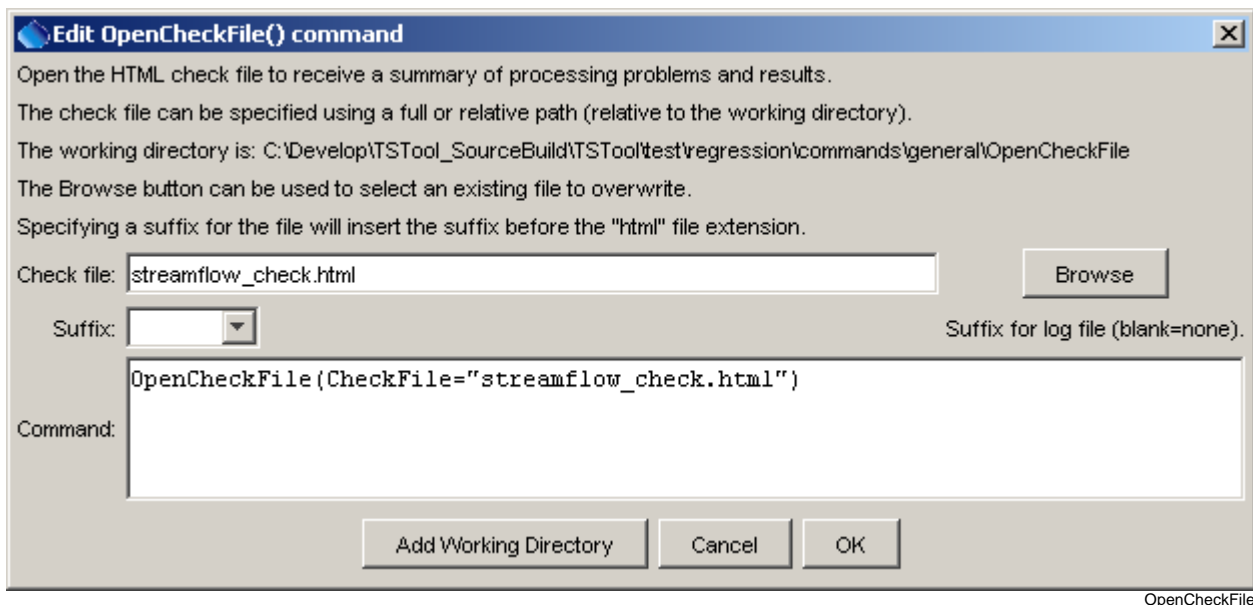 Edit OpenCheckFile() command
Open the HTML check file to receive a summary of processing problems and results.
The check file can be specified using a full or relative path (relative to the working directory).
The working directory is: C:\Develop\TSTool_SourceBuild\TSTool\test\regression\commands\general\OpenCheckFile
The Browse button can be used to select an existing file to overwrite.
Specifying a suffix for the file will insert the suffix before the "html" file extension.
Check file: streamflow_check.html Browse
Suffix: Suffix for log file (blank=none).
OpenCheckFile(CheckFile="streamflow_check.html")
Command:
Add Working Directory Cancel OK
OpenCheckFile